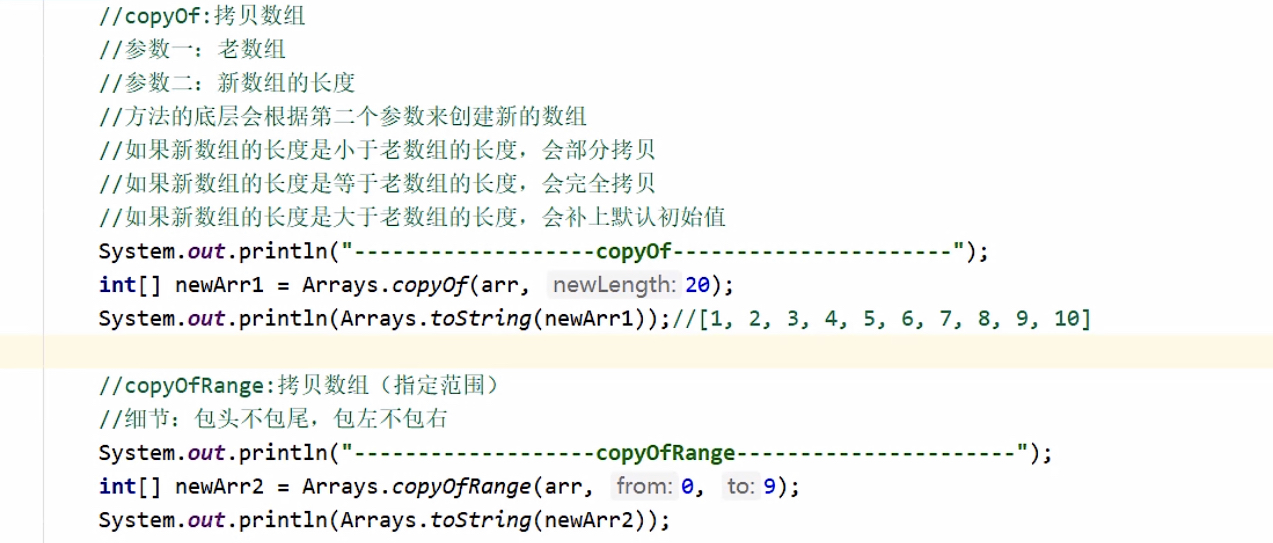 //copyOf:拷贝数组
//参数一：老数组
//参数二：新数组的长度
//方法的底层会根据第二个参数来创建新的数组
//如果新数组的长度是小于老数组的长度，会部分拷贝
//如果新数组的长度是等于老数组的长度，会完全拷贝
//如果新数组的长度是大于老数组的长度，会补上默认初始值
System.out.println("-------------------copyOf----------------------");
int[] newArr1 = Arrays.copyOf(arr, newLength: 20);
System.out.println(Arrays.toString(newArr1));//[1, 2, 3, 4, 5, 6, 7, 8, 9, 10]
//copyOfRange:拷贝数组（指定范围）
//细节：包头不包尾，包左不包右
System.out.println("-------------------copyOfRange----------------------");
int[] newArr2 = Arrays.copyOfRange(arr, from: 0, to: 9);
System.out.println(Arrays.toString(newArr2));